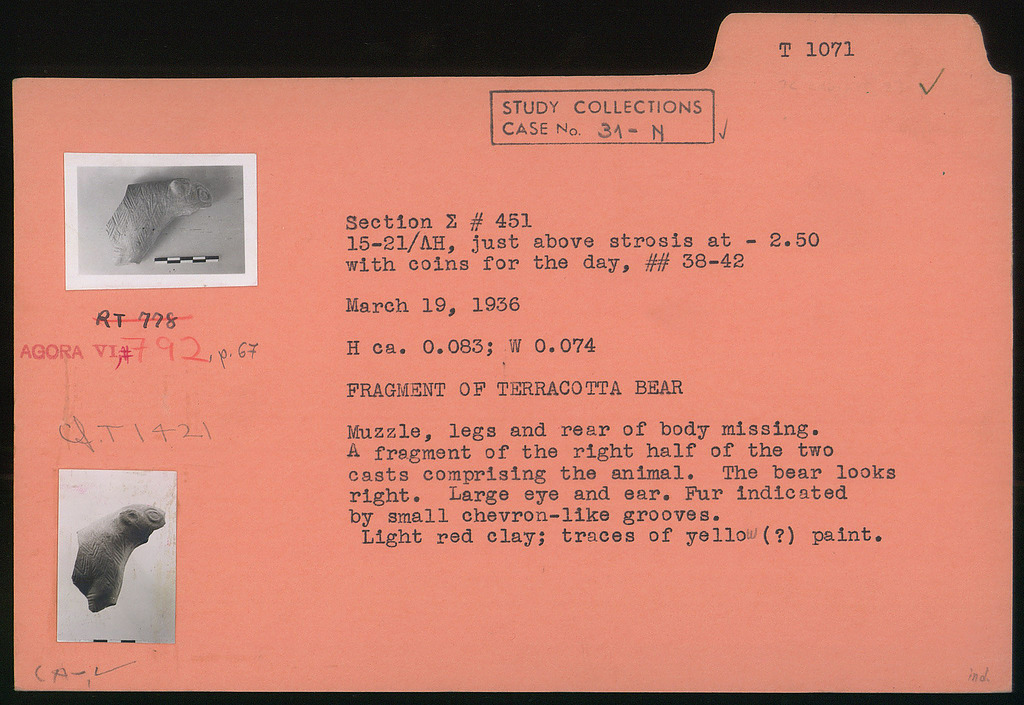 T 1071
STUDY COLLECTIONS
CASE No. 31 - N
Section Σ # 451
15-21/ΛH, just above strosis at - 2.50
with coins for the day, ## 38-42
March 19, 1936
H ca. 0.083; W 0.074
FRAGMENT OF TERRACOTTA BEAR
Muzzle, legs and rear of body missing.
A fragment of the right half of the two
casts comprising the animal. The bear looks
right. Large eye and ear. Fur indicated
by small chevron-like grooves.
Light red clay; traces of yellow (?) paint.
RT 778
AGORA VI, # 792, p. 67
Cf. T 1421
ind.